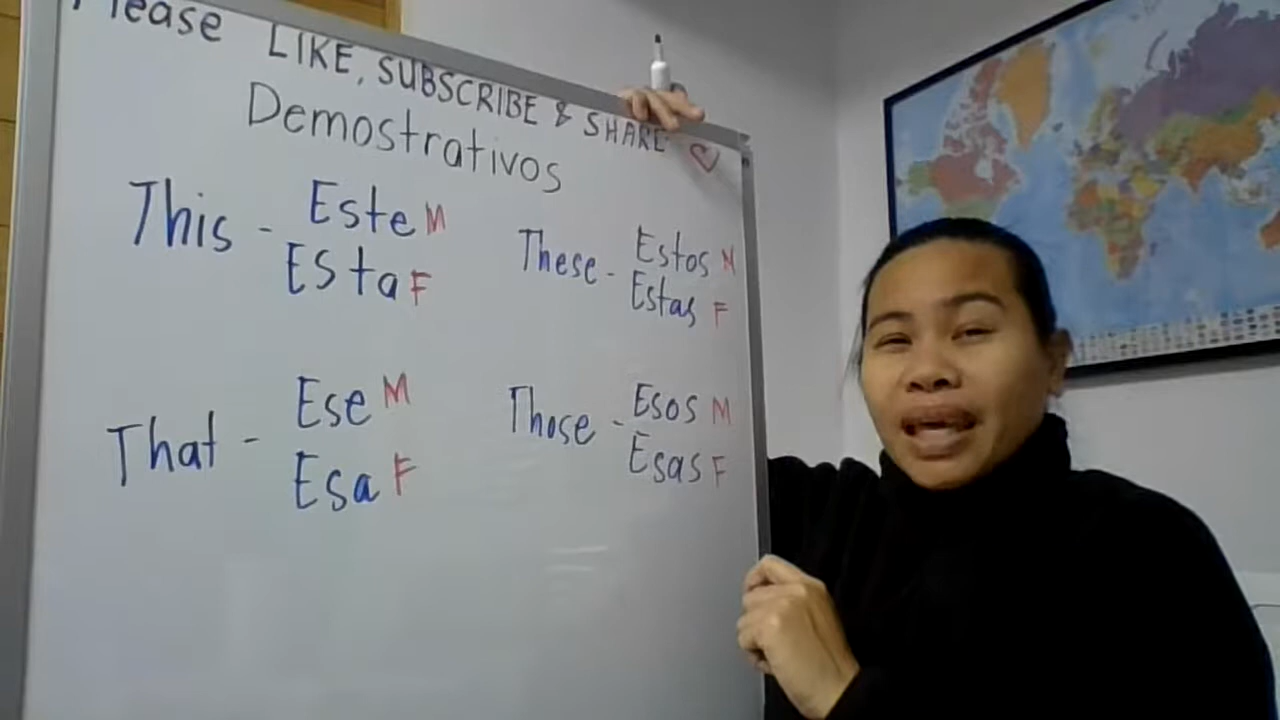 Please LIKE, SUBSCRIBE & SHARE
Demostrativos
This - Este M
Esta F
These - Estos M
Estas F
That - Ese M
Esa F
Those - Esos M
Esas F